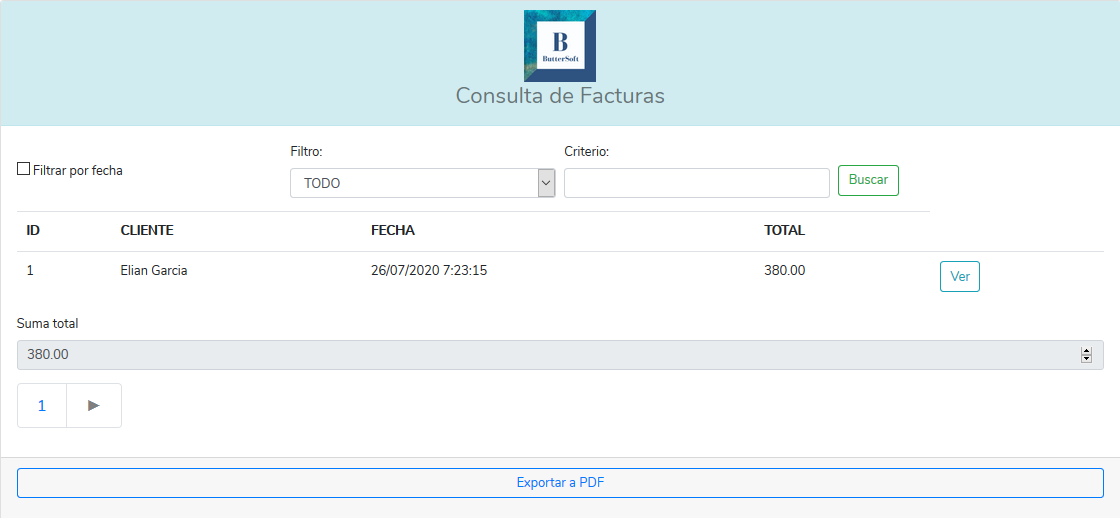 B
ButterSoft
Consulta de Facturas
Filtrar por fecha
Filtro:
TODO
Criterio:
Buscar
ID CLIENTE FECHA TOTAL
1 Elian Garcia 26/07/2020 7:23:15 380.00 Ver
Suma total
380.00
1 ►
Exportar a PDF